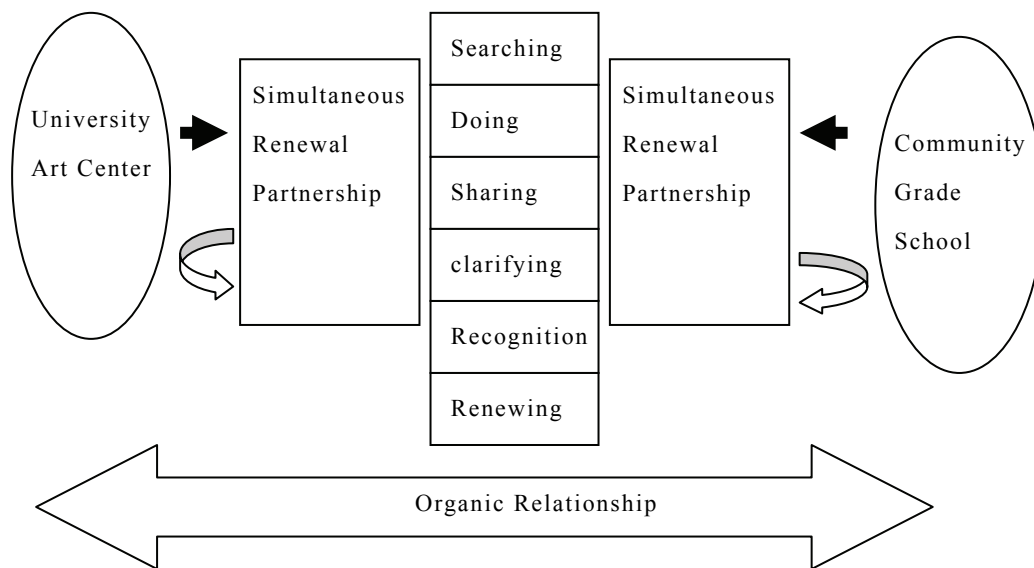 University
Art Center
Simultaneous
Renewal
Partnership
Searching
Doing
Sharing
clarifying
Recognition
Renewing
Simultaneous
Renewal
Partnership
Community
Grade
School
Organic Relationship